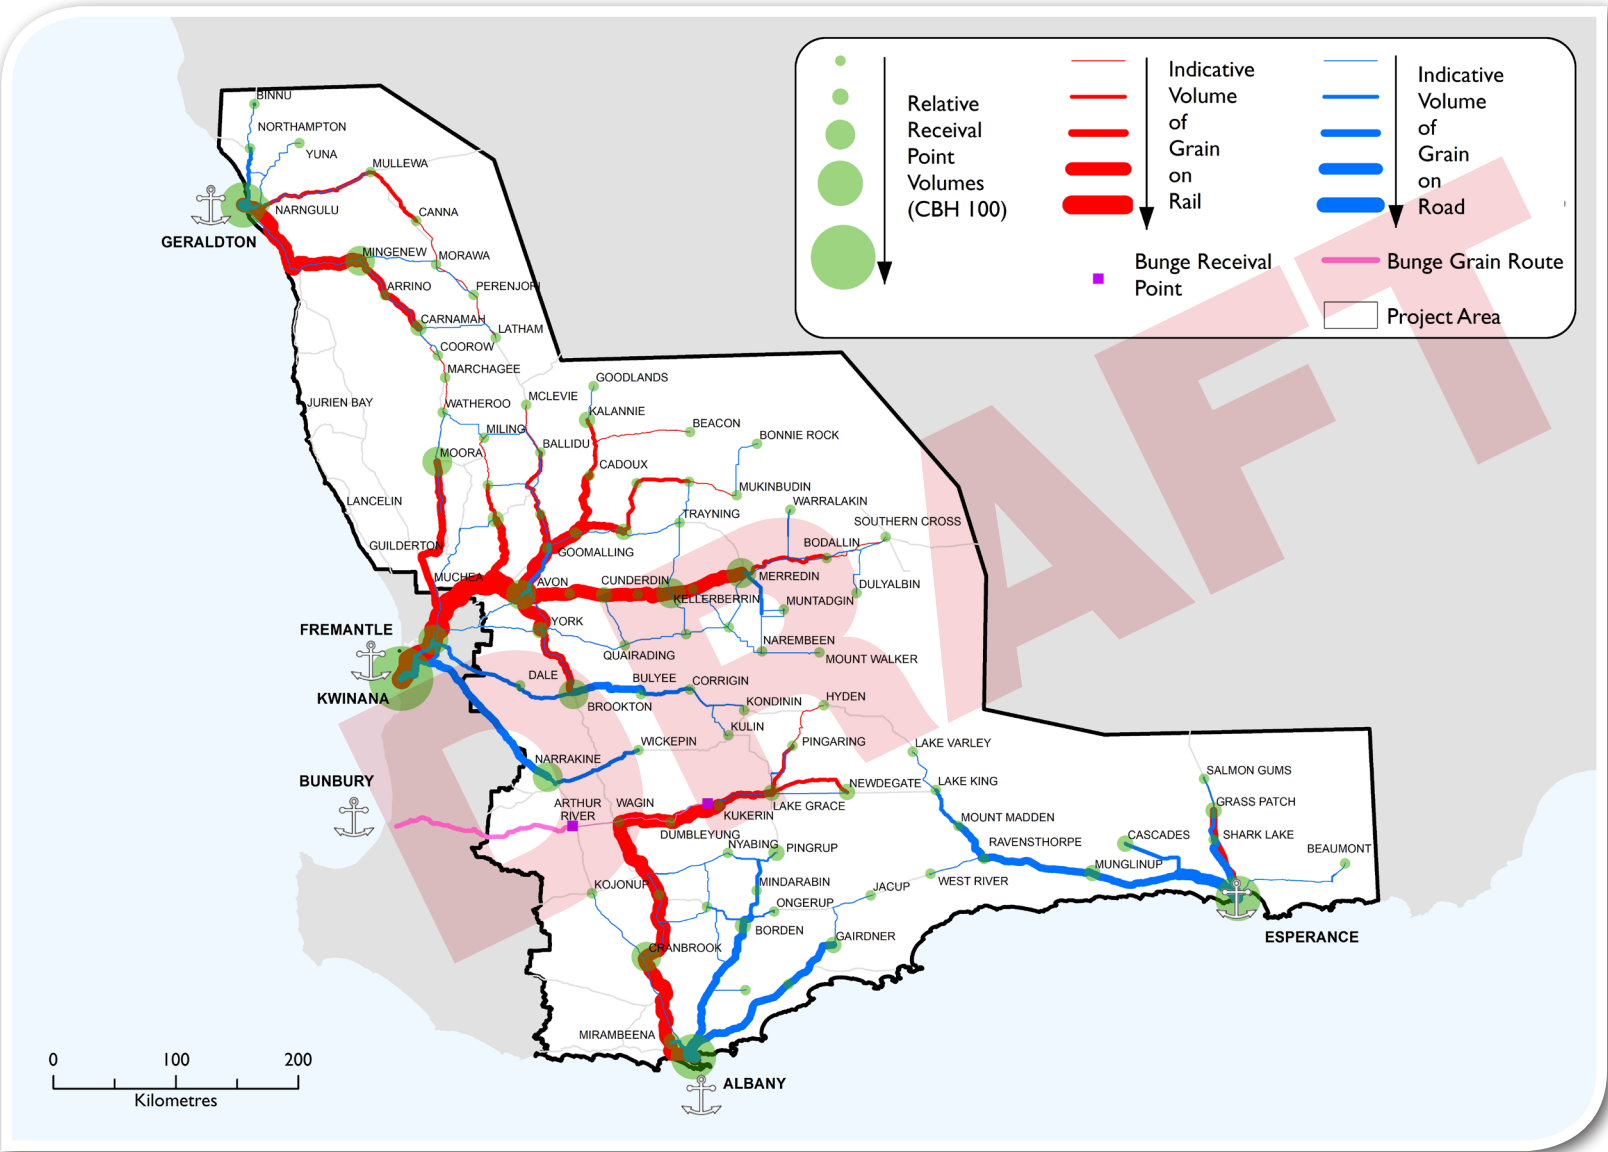 Relative
Receival
Point
Volumes
(CBH 100)
Indicative
Volume
of
Grain
on
Rail
Indicative
Volume
of
Grain
on
Road
Bunge Receival
Point
Bunge Grain Route
Project Area
DRAFT
BINNU
NORTHAMPTON
YUNA
MULLEWA
NARNGULU
CANNA
GERALDTON
MINGENEW
MORAWA
ARRINO
PERENJORI
CARNAMAH
LATHAM
COOROW
MARCHAGEE
GOODLANDS
JURIEN BAY
WATHEROO
MCLEVIE
KALANNIE
BEACON
MILING
BALLIDU
BONNIE ROCK
MOORA
CADOUX
MUKINBUDIN
LANCELIN
WARRALAKIN
TRAYNING
SOUTHERN CROSS
GUILDERTON
GOOMALLING
BODALLIN
MUCHEA
AVON
CUNDERDIN
MERREDIN
DULYALBIN
KELLERBERRIN
MUNTADGIN
FREMANTLE
YORK
NAREMBEEN
QUAIRADING
MOUNT WALKER
KWINANA
DALE
BULYEE
CORRIGIN
BROOKTON
KONDININ
HYDEN
KULIN
WICKEPIN
PINGARING
LAKE VARLEY
NARRAKINE
BUNBURY
SALMON GUMS
NEWDEGATE
LAKE KING
ARTHUR
RIVER
WAGIN
LAKE GRACE
GRASS PATCH
KUKERIN
MOUNT MADDEN
DUMBLEYUNG
SHARK LAKE
CASCADES
NYABING
PINGRUP
RAVENSTHORPE
BEAUMONT
MUNGLINUP
KOJONUP
MINDARABIN
JACUP
WEST RIVER
ONGERUP
BORDEN
GAIRDNER
ESPERANCE
CRANBROOK
MIRAMBEENA
ALBANY
0 100 200
Kilometres